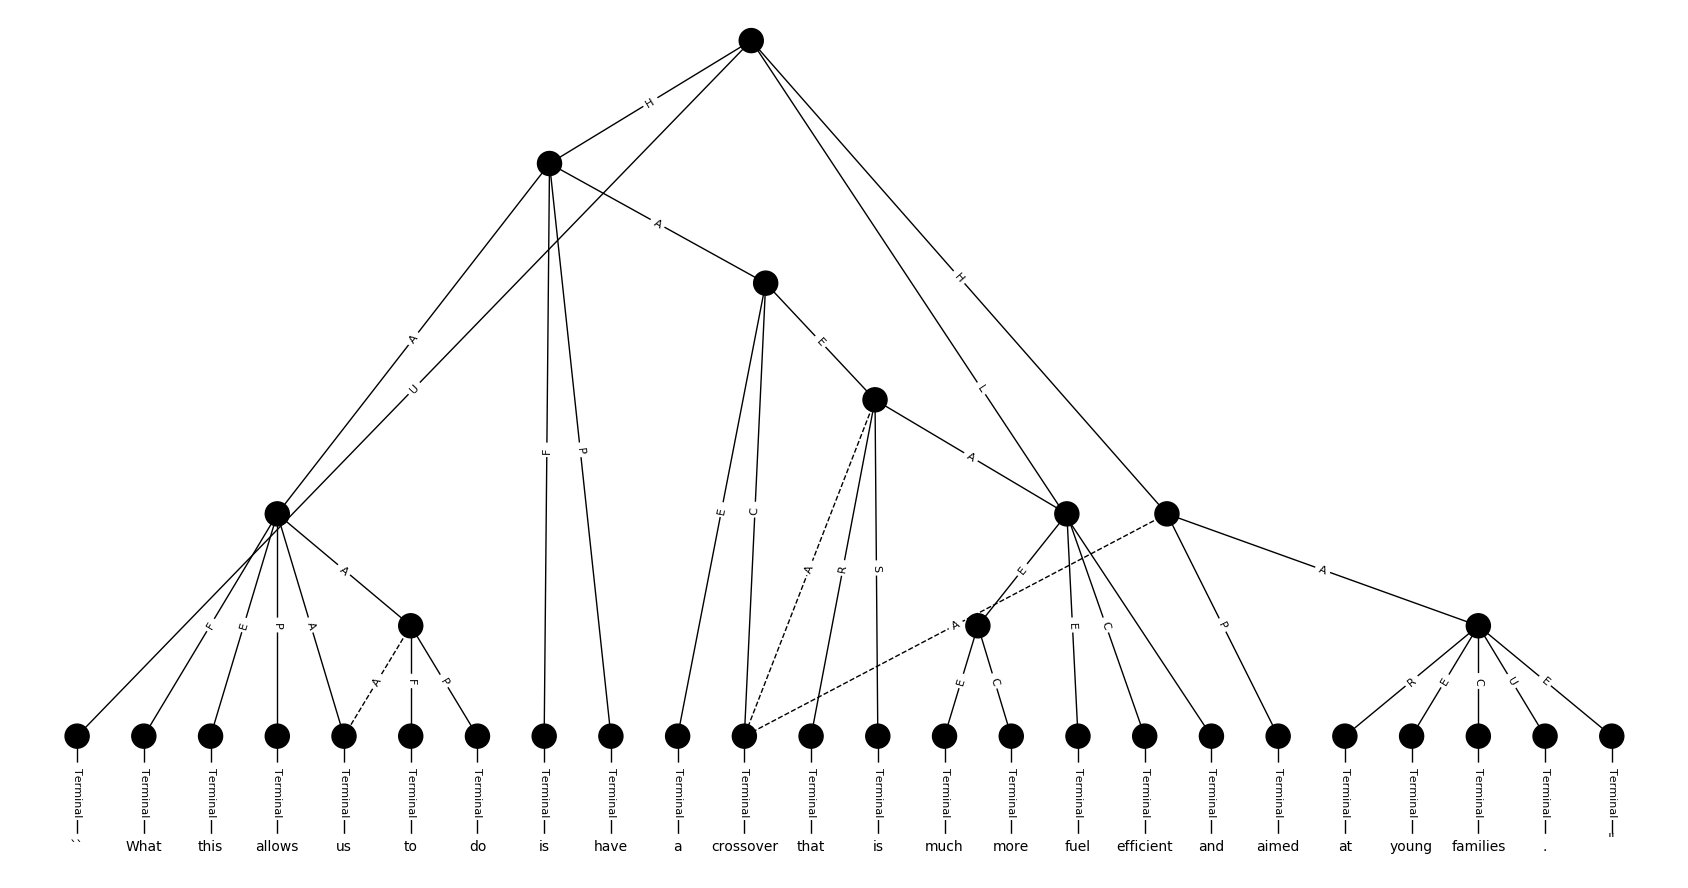 H
A
H
E
A
U
L
F
P
A
E
C
A
A
R
S
E
A
F
E
P
A
E
C
A
P
A
F
P
E
C
R
E
C
U
E
Terminal Terminal Terminal Terminal Terminal Terminal Terminal Terminal Terminal Terminal Terminal Terminal Terminal Terminal Terminal Terminal Terminal Terminal Terminal Terminal Terminal Terminal Terminal Terminal
`` What this allows us to do is have a crossover that is much more fuel efficient and aimed at young families . "